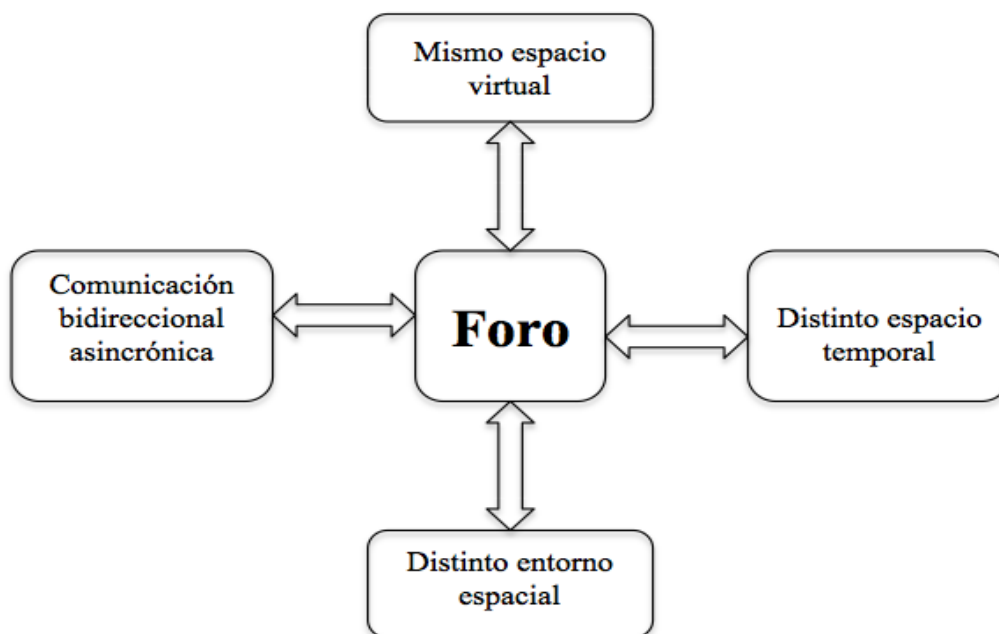 Mismo espacio
virtual
Comunicación
bidireccional
asincrónica
Foro
Distinto espacio
temporal
Distinto entorno
espacial